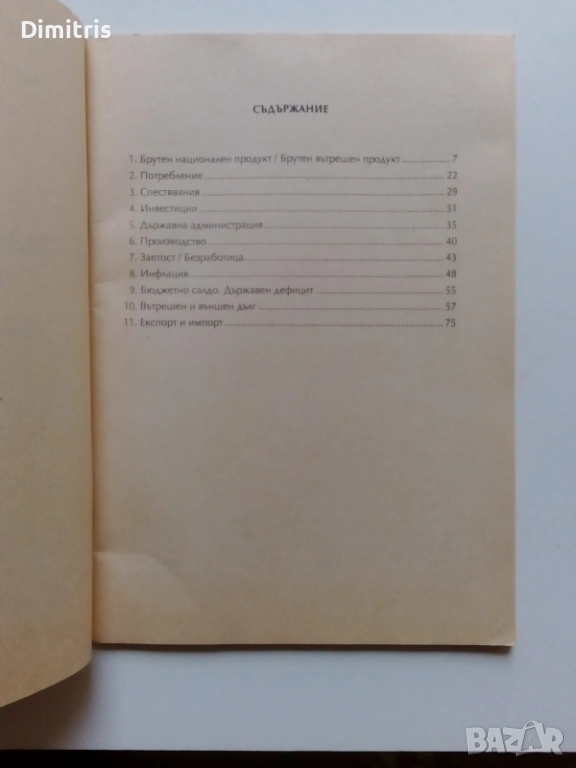 Dimitris
СЪДЪРЖАНИЕ
1. Брутен национален продукт / Брутен вътрешен продукт 7
2. Потребление 22
3. Спестявания 29
4. Инвестиции 31
5. Държавна администрация 35
6. Производство 40
7. Заетост / Безработица 43
8. Инфлация 48
9. Бюджетно салдо. Държавен дефицит 55
10. Вътрешен и външен дълг 57
11. Експорт и импорт 75
БАЗАР